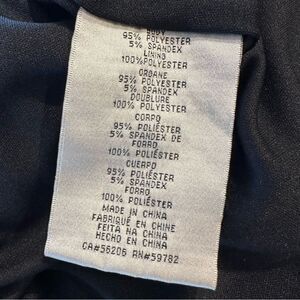 BODY
95% POLYESTER
5% SPANDEX
LINING
100%POLYESTER
ORGANE
95% POLYESTER
5% SPANDEX
DOUBLURE
100% POLYESTER
CORPO
95% POLIÉSTER
5% SPANDEX DE
FORRO
100% POLIÉSTER
CUERPO
95% POLIÉSTER
5% SPANDEX
FORRO
100% POLIÉSTER
MADE IN CHINA
FABRIQUÉ EN CHINE
FEITA NA CHINA
HECHO EN CHINA
CA#56206 RN#59782